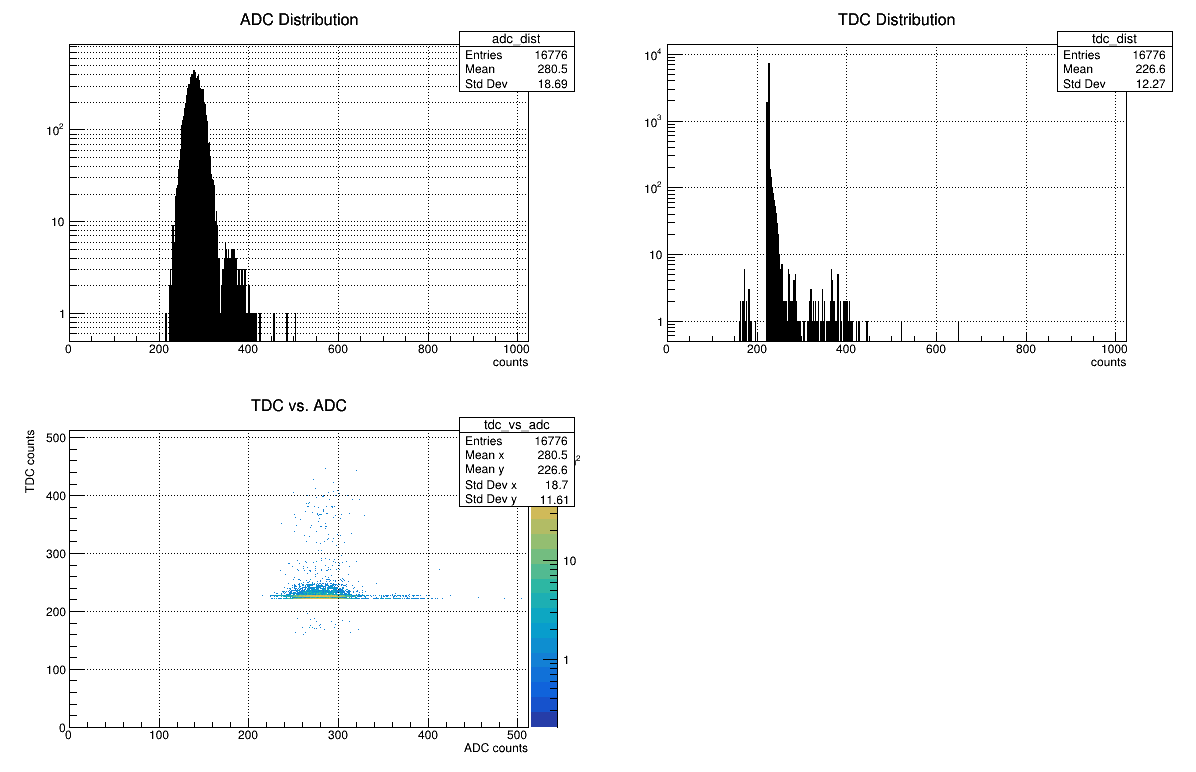 ADC Distribution
adc_dist
Entries 16776
Mean 280.5
Std Dev 18.69
10²
10
1
0 200 400 600 800 1000
counts
TDC Distribution
tdc_dist
Entries 16776
Mean 226.6
Std Dev 12.27
10⁴
10³
10²
10
1
0 200 400 600 800 1000
counts
TDC vs. ADC
tdc_vs_adc
Entries 16776
Mean x 280.5
Mean y 226.6
Std Dev x 18.7
Std Dev y 11.61
TDC counts
500
400
300
200
100
0
0 100 200 300 400 500
ADC counts
2
10
1